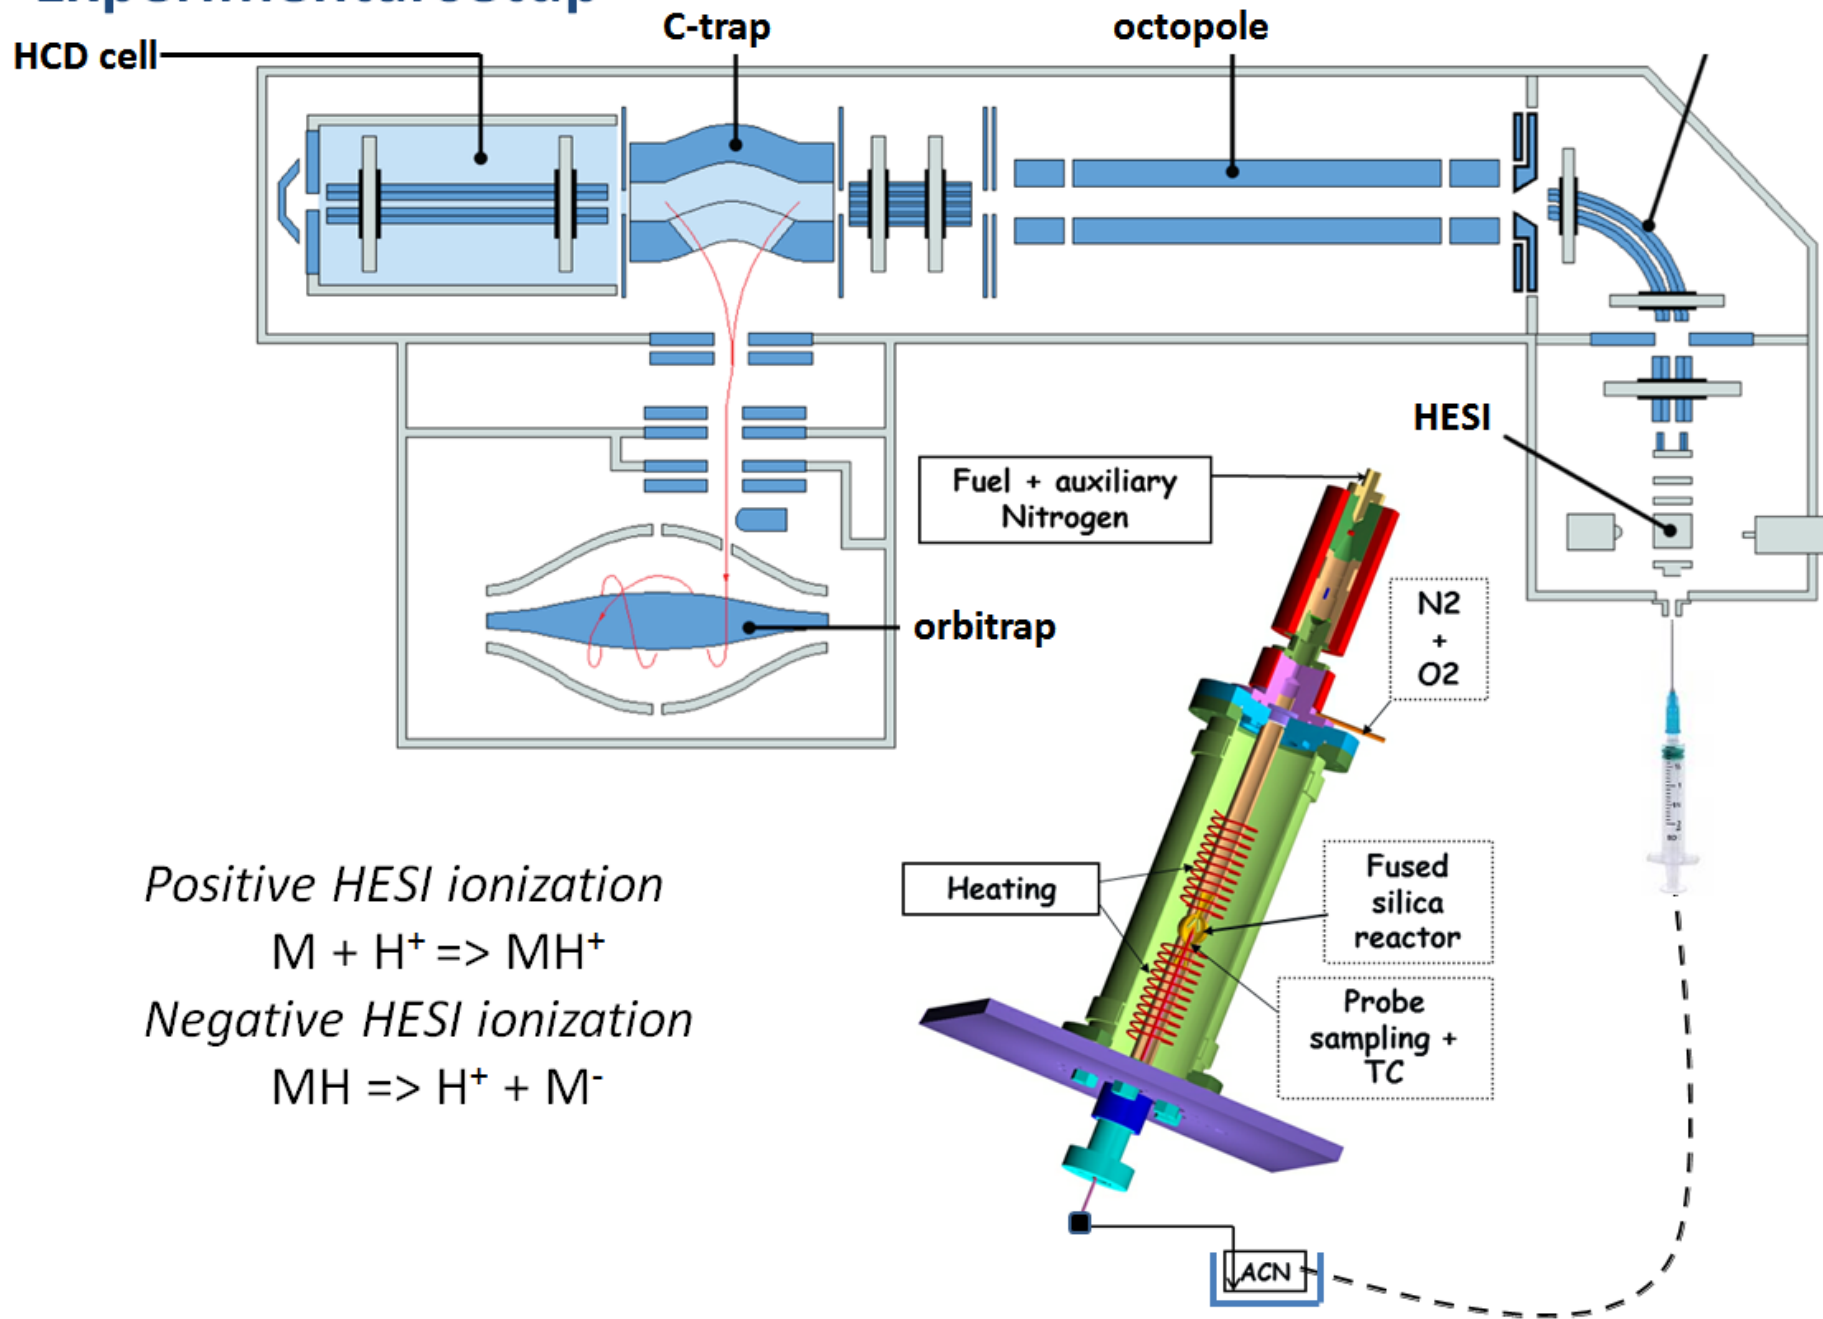 C-trap
octopole
HCD cell
HESI
Fuel + auxiliary
Nitrogen
N2
+
O2
orbitrap
Fused
silica
reactor
Heating
Probe
sampling +
TC
Positive HESI ionization
M + H⁺ => MH⁺
Negative HESI ionization
MH => H⁺ + M⁻
ACN